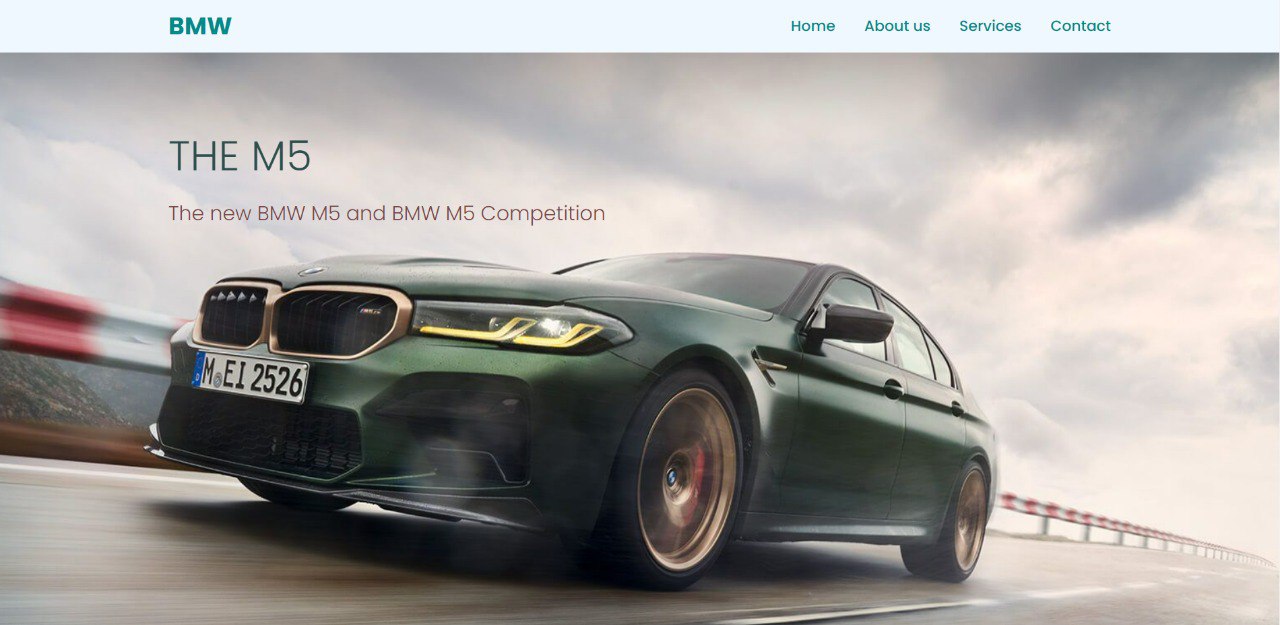 BMW
Home About us Services Contact
THE M5
The new BMW M5 and BMW M5 Competition
M EI 2526